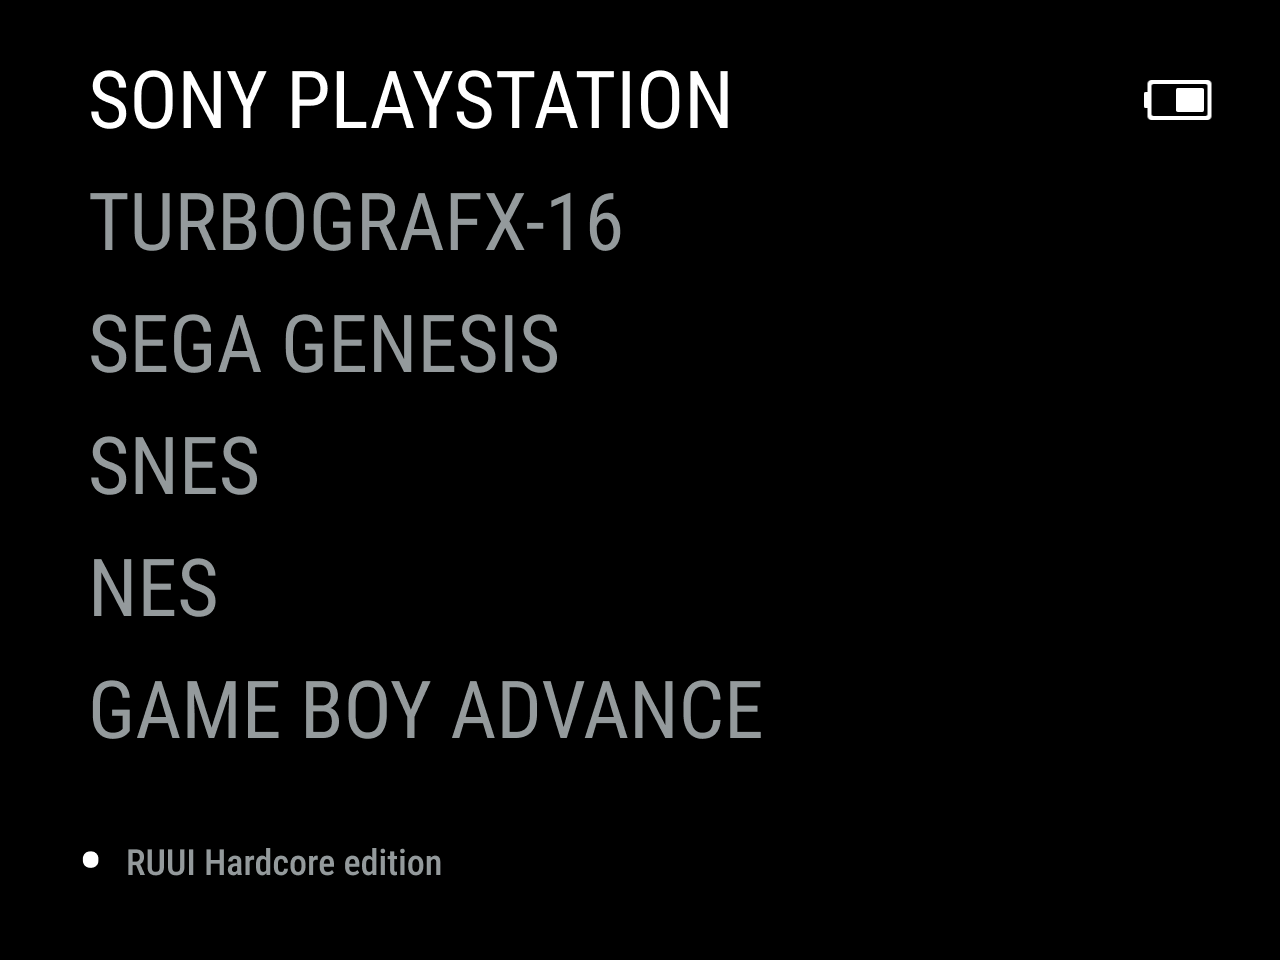 SONY PLAYSTATION
TURBOGRAFX-16
SEGA GENESIS
SNES
NES
GAME BOY ADVANCE
RUUI Hardcore edition